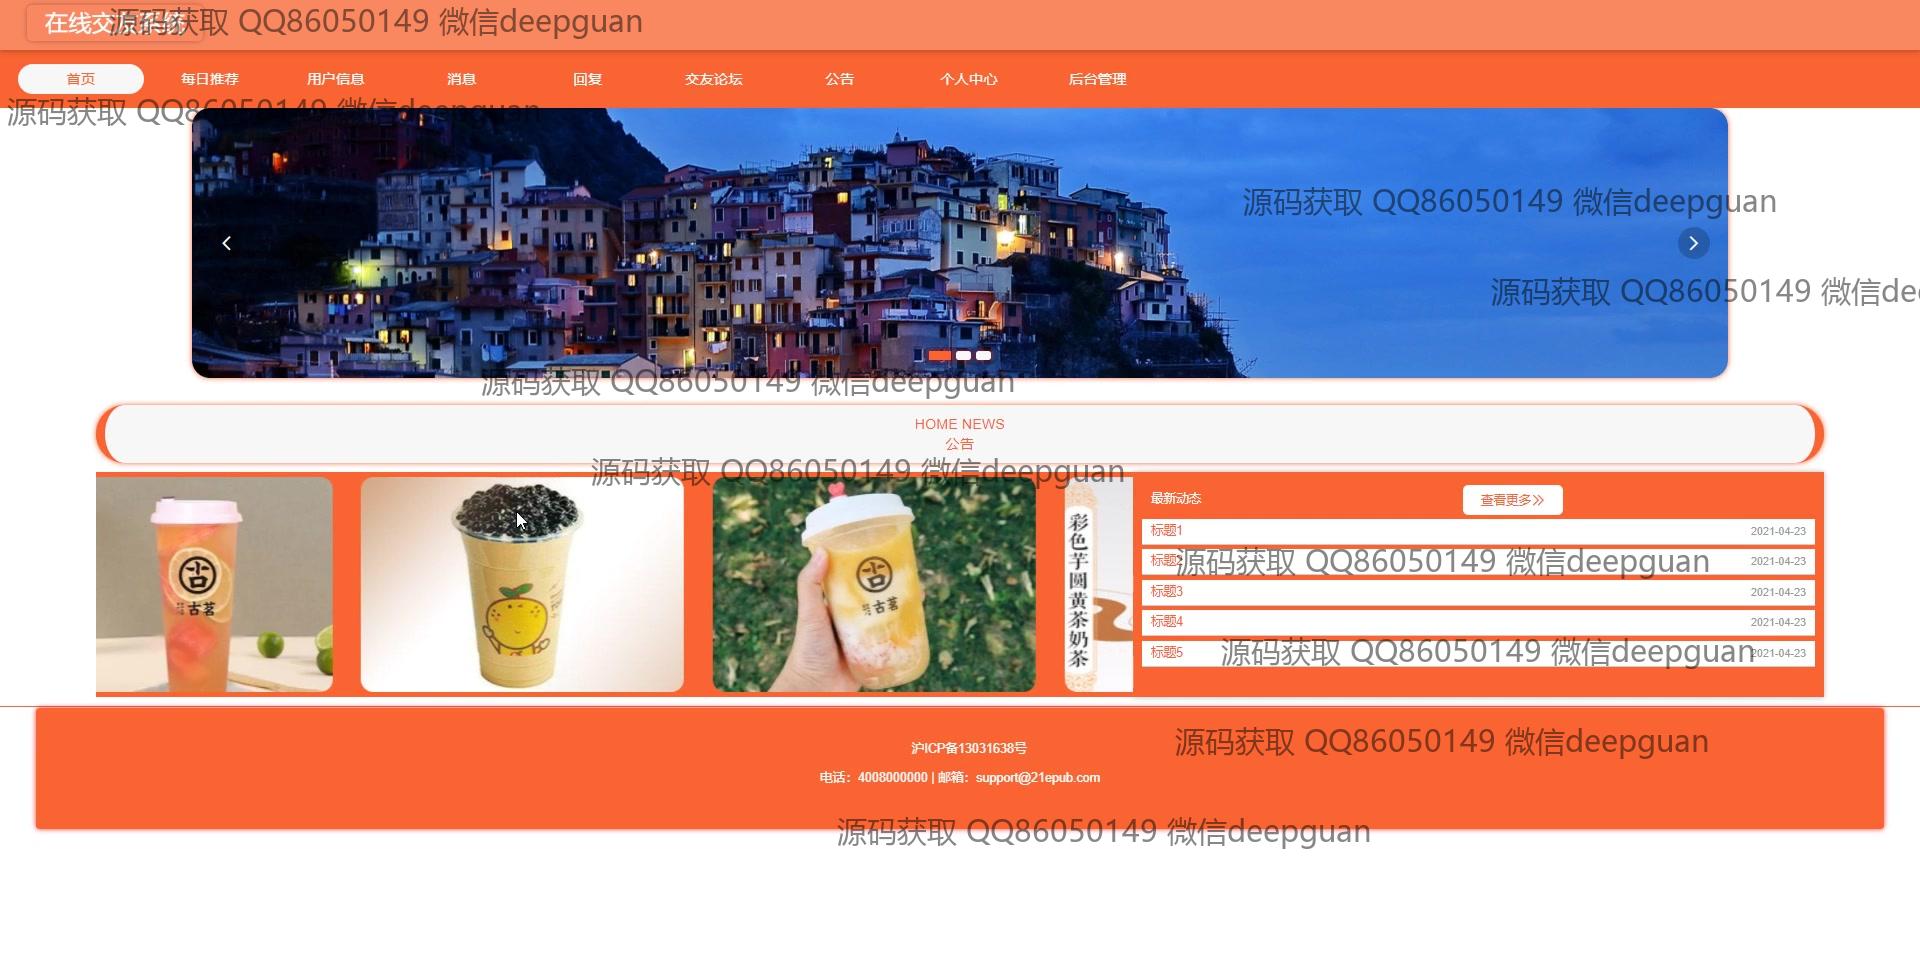 在线交友系统
源码获取 QQ86050149 微信deepguan
首页 每日推荐 用户信息 消息 回复 交友论坛 公告 个人中心 后台管理
源码获取 QQ86050149 微信deepguan
源码获取 QQ86050149 微信deepguan
源码获取 QQ86050149 微信de
源码获取 QQ86050149 微信deepguan
HOME NEWS
公告
源码获取 QQ86050149 微信deepguan
古茗
古茗
彩色芋圆黄茶奶茶
最新动态
查看更多
标题1 2021-04-23
标题2 2021-04-23
源码获取 QQ86050149 微信deepguan
标题3 2021-04-23
标题4 2021-04-23
标题5 2021-04-23
源码获取 QQ86050149 微信deepguan
沪ICP备13031638号
源码获取 QQ86050149 微信deepguan
电话：4008000000 | 邮箱：support@21epub.com
源码获取 QQ86050149 微信deepguan